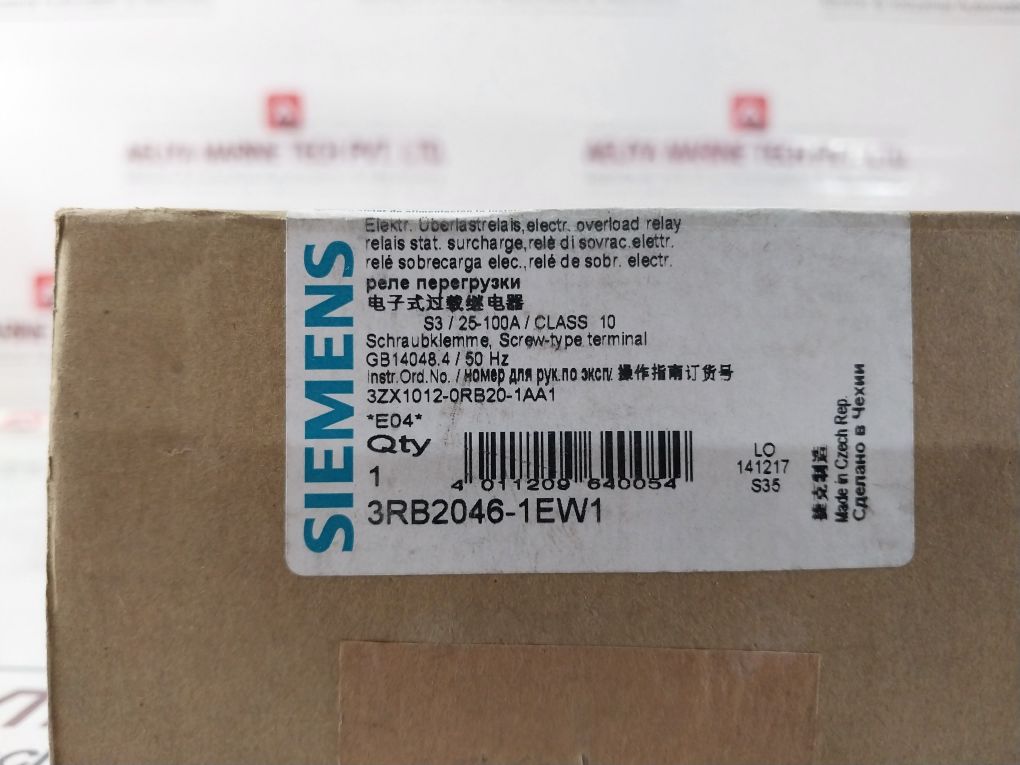 SIEMENS
Elektr. Überlastrelais,electr. overload relay
relais stat. surcharge,relè di sovrac.elettr.
relé sobrecarga elec.,relé de sobr. electr.
реле перегрузки
电子式过载继电器
S3 / 25-100A / CLASS 10
Schraubklemme, Screw-type terminal
GB14048.4 / 50 Hz
Instr.Ord.No. / номер для рук.по эксп/. 操作指南订货号
3ZX1012-0RB20-1AA1
*E04*
Qty
1
4 011209 640054
3RB2046-1EW1
LO
141217
S35
捷克制造
Made in Czech Rep.
Сделано в Чехии